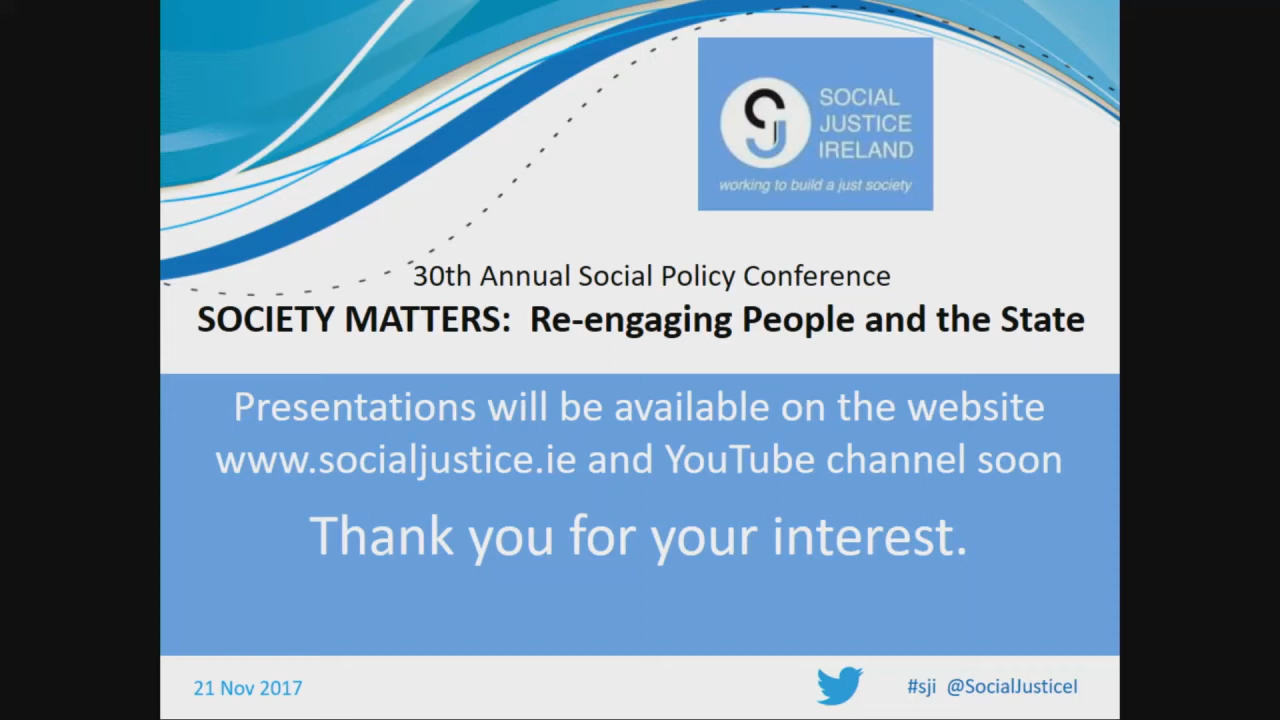 SOCIAL
JUSTICE
IRELAND
working to build a just society
30th Annual Social Policy Conference
SOCIETY MATTERS:  Re-engaging People and the State
Presentations will be available on the website
www.socialjustice.ie and YouTube channel soon
Thank you for your interest.
21 Nov 2017
#sji  @SocialJusticeI